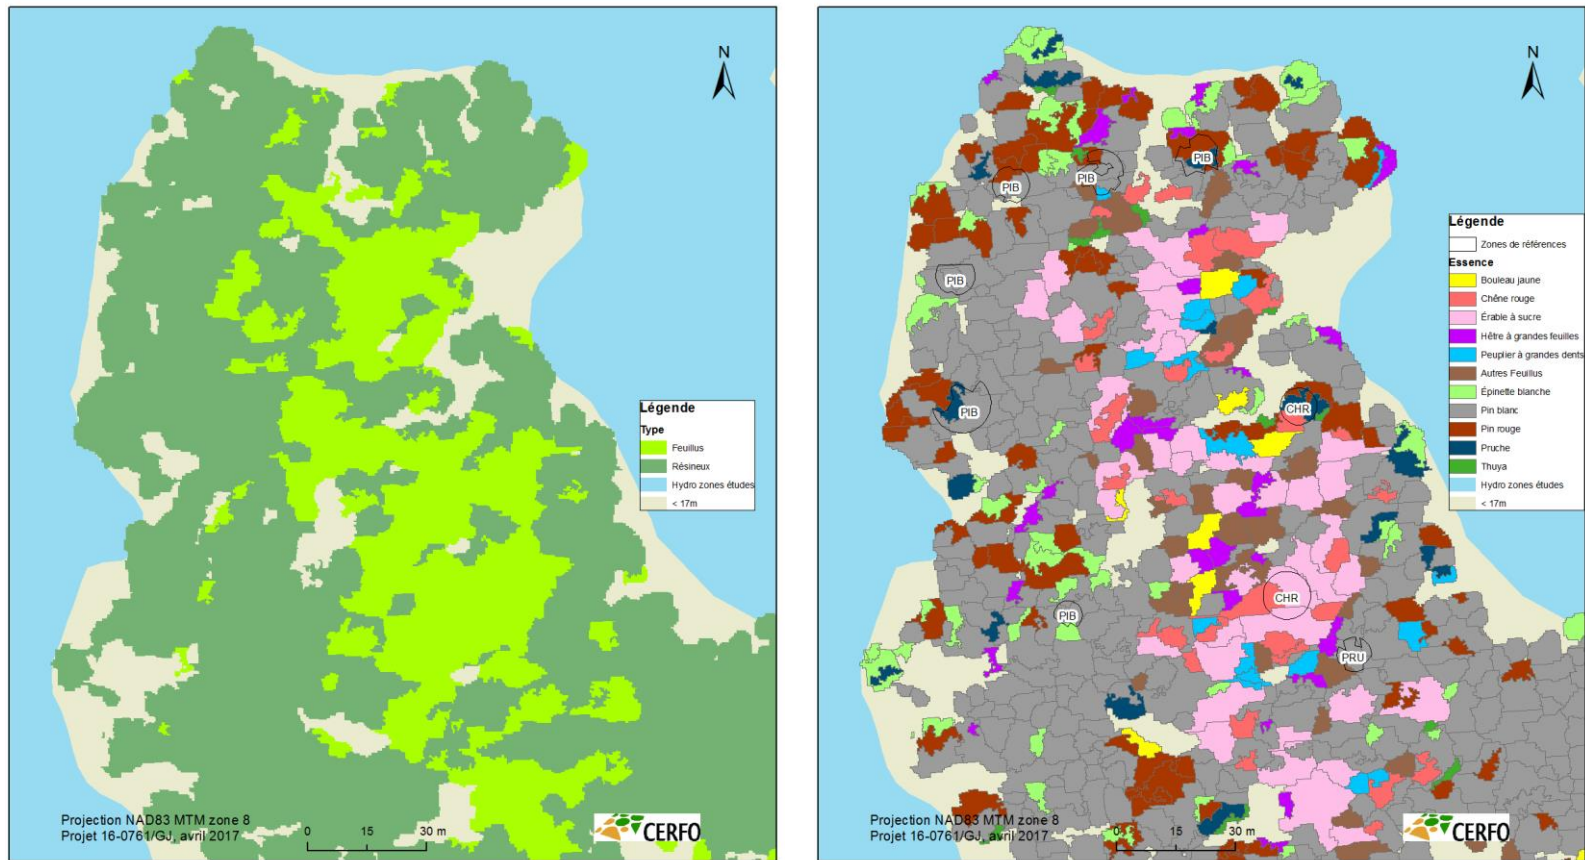 N
Légende
Type
Feuillus
Résineux
Hydro zones études
< 17m
Projection NAD83 MTM zone 8
Projet 16-0761/GJ, avril 2017
0 15 30 m
CERFO
N
PIB
PIB
PIB
PIB
PIB
CHR
CHR
PIB
PRU
Légende
Zones de références
Essence
Bouleau jaune
Chêne rouge
Érable à sucre
Hêtre à grandes feuilles
Peuplier à grandes dents
Autres Feuillus
Épinette blanche
Pin blanc
Pin rouge
Pruche
Thuya
Hydro zones études
< 17m
Projection NAD83 MTM zone 8
Projet 16-0761/GJ, avril 2017
0 15 30 m
CERFO